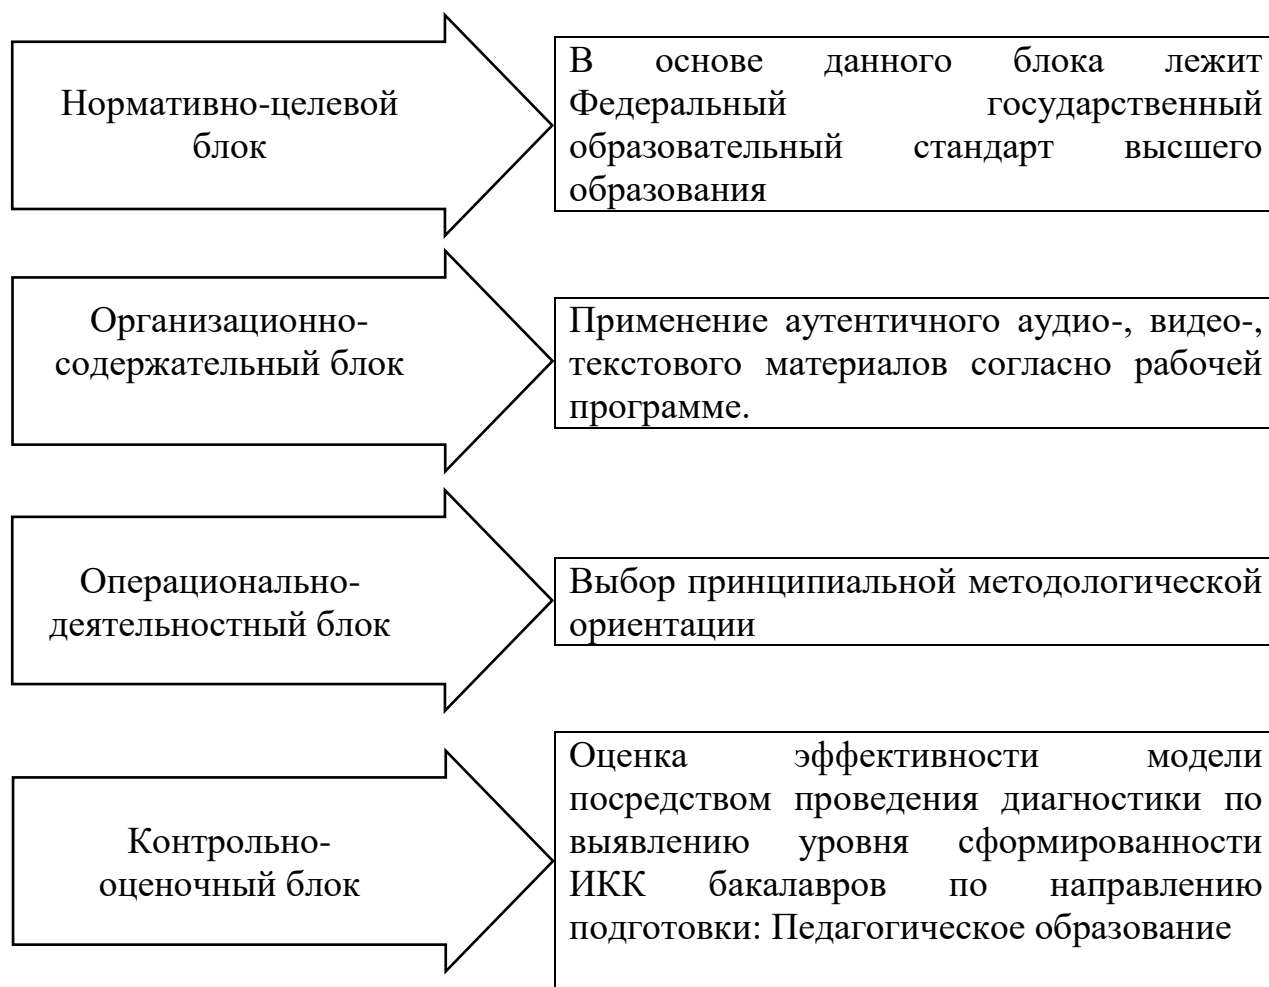 Нормативно-целевой
блок
В основе данного блока лежит
Федеральный государственный
образовательный стандарт высшего
образования
Организационно-
содержательный блок
Применение аутентичного аудио-, видео-,
текстового материалов согласно рабочей
программе.
Операционально-
деятельностный блок
Выбор принципиальной методологической
ориентации
Контрольно-
оценочный блок
Оценка эффективности модели
посредством проведения диагностики по
выявлению уровня сформированности
ИКК бакалавров по направлению
подготовки: Педагогическое образование